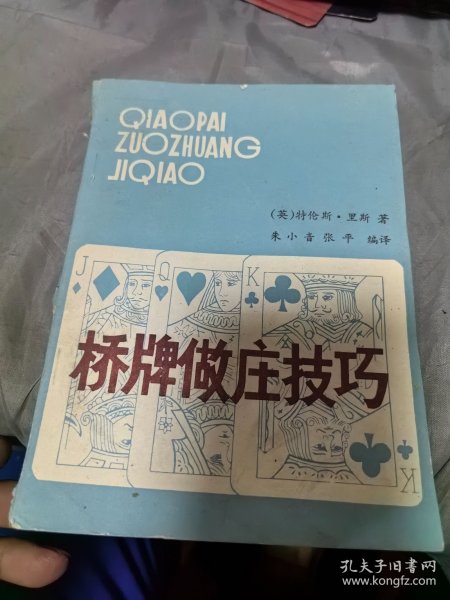 QIAOPAI
ZUOZHUANG
JIQIAO
(英)特伦斯·里斯 著
朱小音 张平 编译
J
Q
K
桥牌做庄技巧
K
孔夫子旧书网
www.kongfz.com